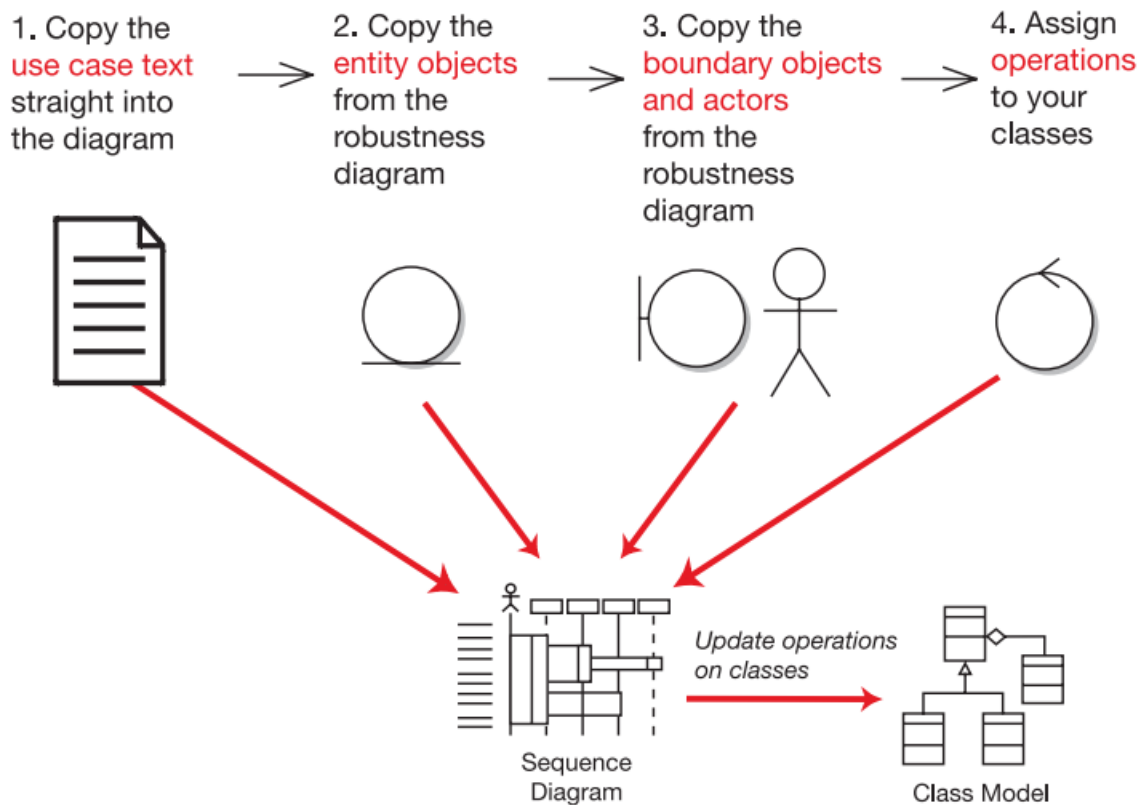 1. Copy the
use case text
straight into
the diagram
2. Copy the
entity objects
from the
robustness
diagram
3. Copy the
boundary objects
and actors
from the
robustness
diagram
4. Assign
operations
to your
classes
Update operations
on classes
Sequence
Diagram
Class Model